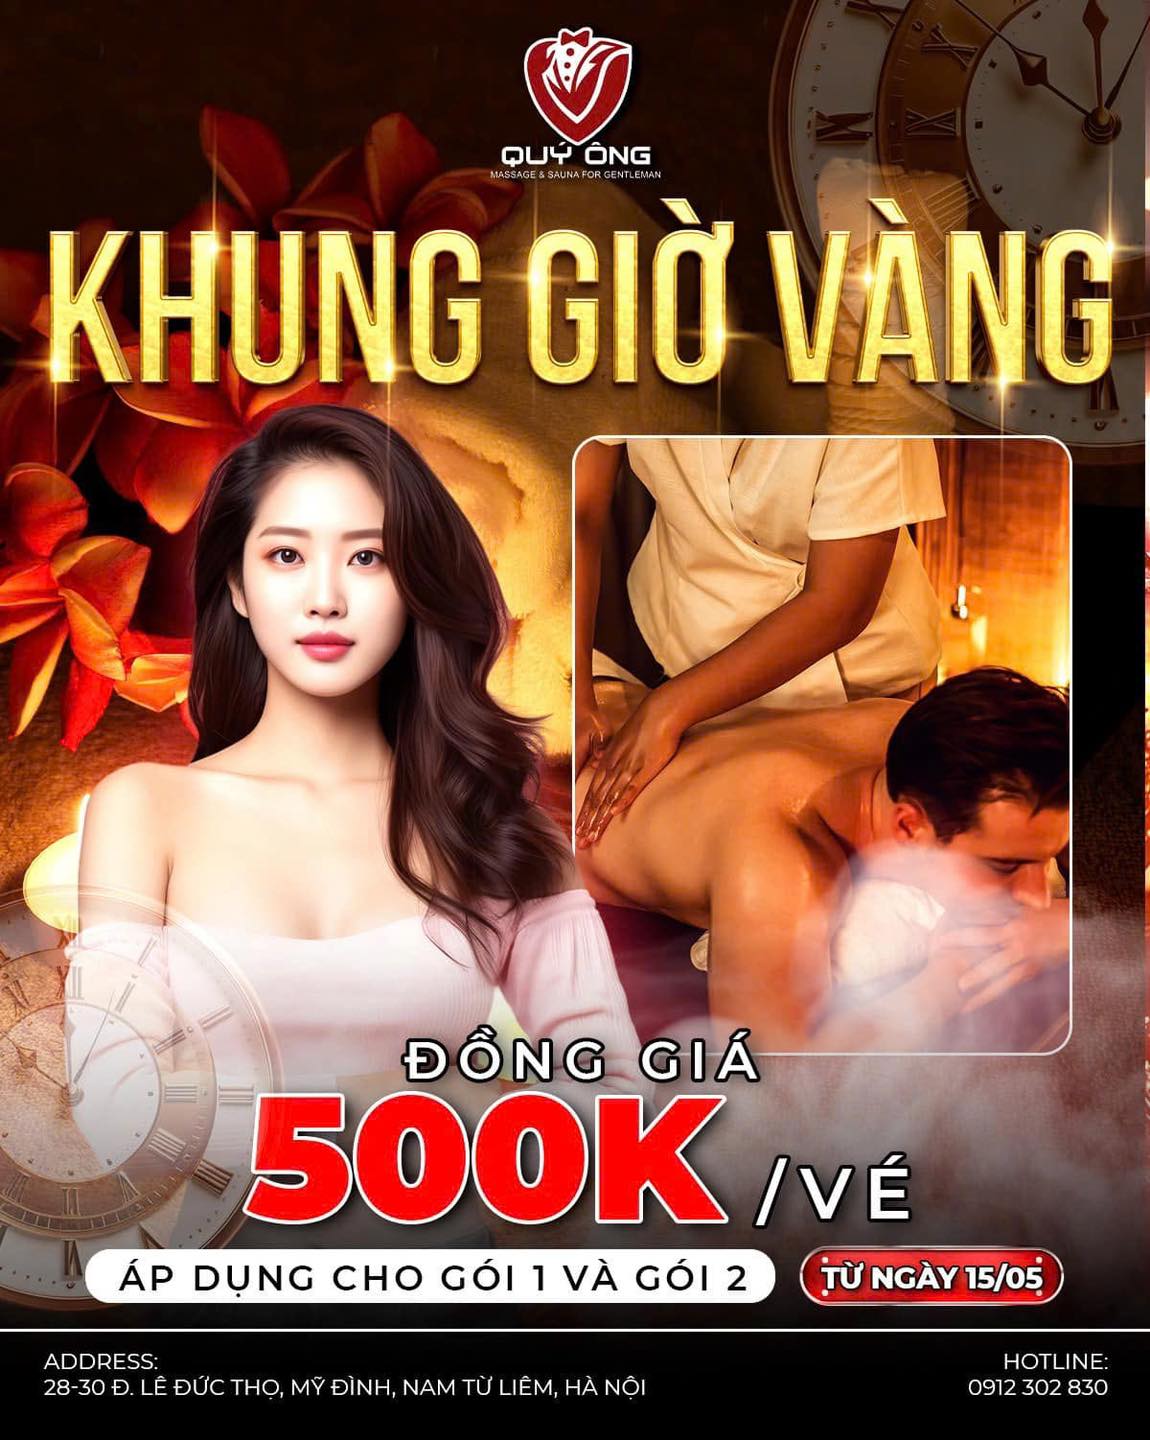 QUÝ ÔNG
MASSAGE & SAUNA FOR GENTLEMAN
KHUNG GIỜ VÀNG
ĐỒNG GIÁ
500K /VÉ
ÁP DỤNG CHO GÓI 1 VÀ GÓI 2
TỪ NGÀY 15/05
ADDRESS:
28-30 Đ. LÊ ĐỨC THỌ, MỸ ĐÌNH, NAM TỪ LIÊM, HÀ NỘI
HOTLINE:
0912 302 830